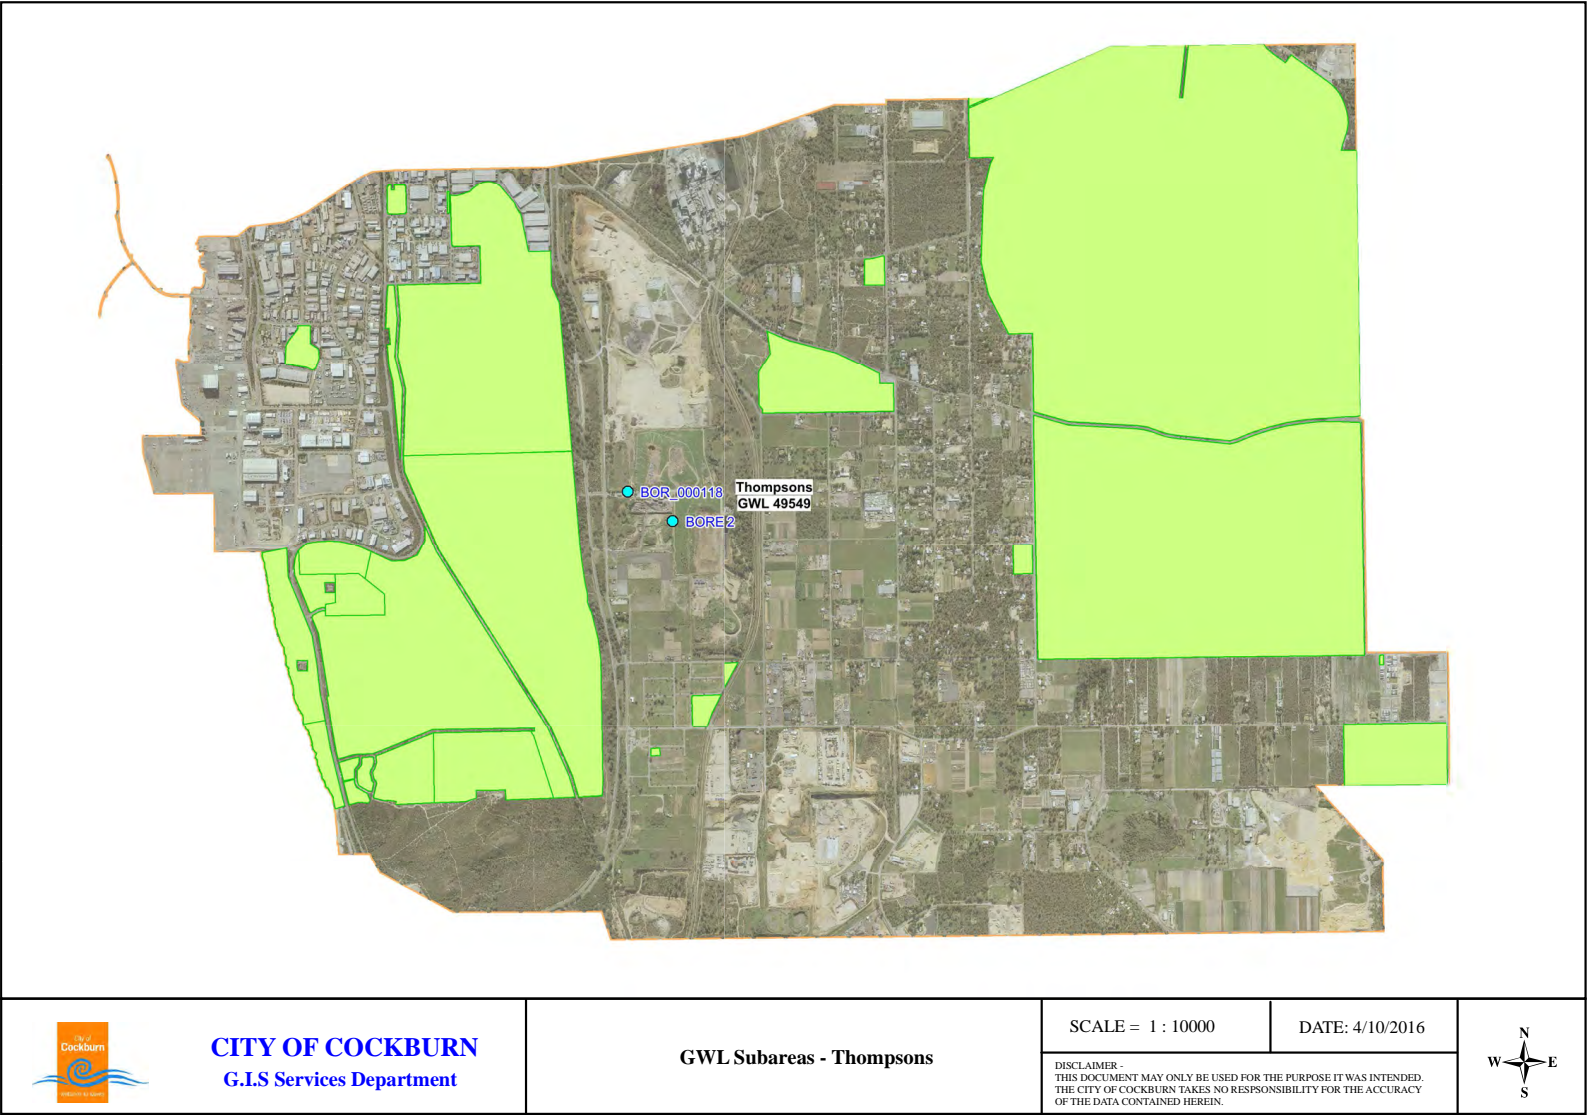 BOR_000118
Thompsons
GWL 49549
BORE 2
City of
Cockburn
CITY OF COCKBURN
G.I.S Services Department
GWL Subareas - Thompsons
SCALE = 1 : 10000
DATE: 4/10/2016
DISCLAIMER -
THIS DOCUMENT MAY ONLY BE USED FOR THE PURPOSE IT WAS INTENDED.
THE CITY OF COCKBURN TAKES NO RESPSONSIBILITY FOR THE ACCURACY
OF THE DATA CONTAINED HEREIN.
N
W E
S